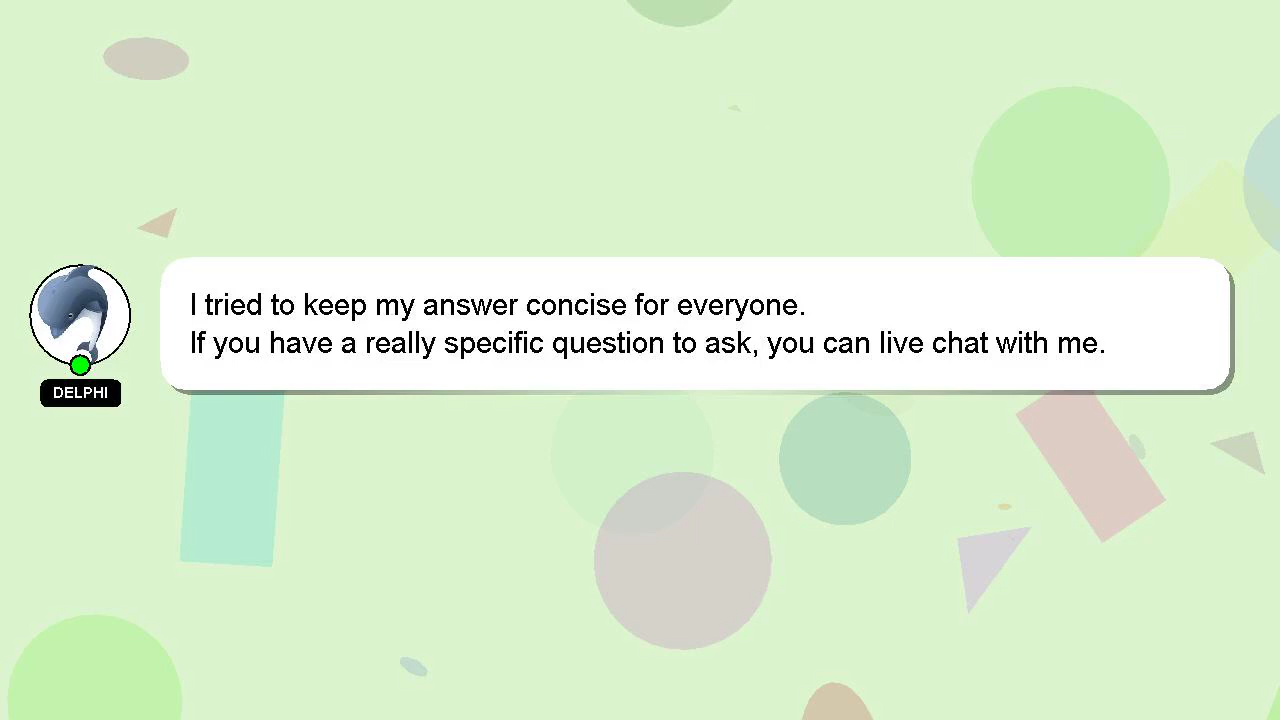 I tried to keep my answer concise for everyone.
If you have a really specific question to ask, you can live chat with me.
DELPHI